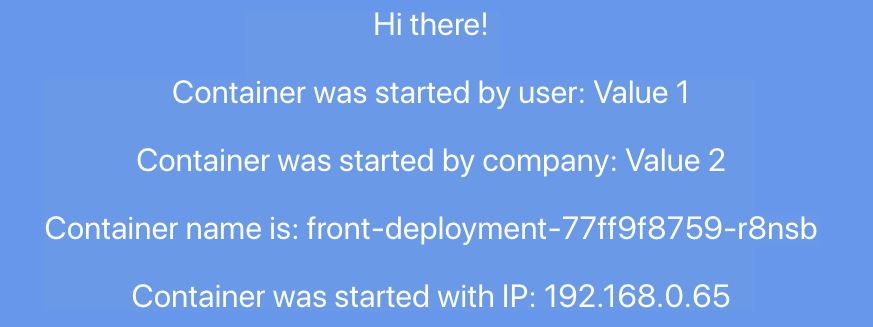 Hi there!
Container was started by user: Value 1
Container was started by company: Value 2
Container name is: front-deployment-77ff9f8759-r8nsb
Container was started with IP: 192.168.0.65